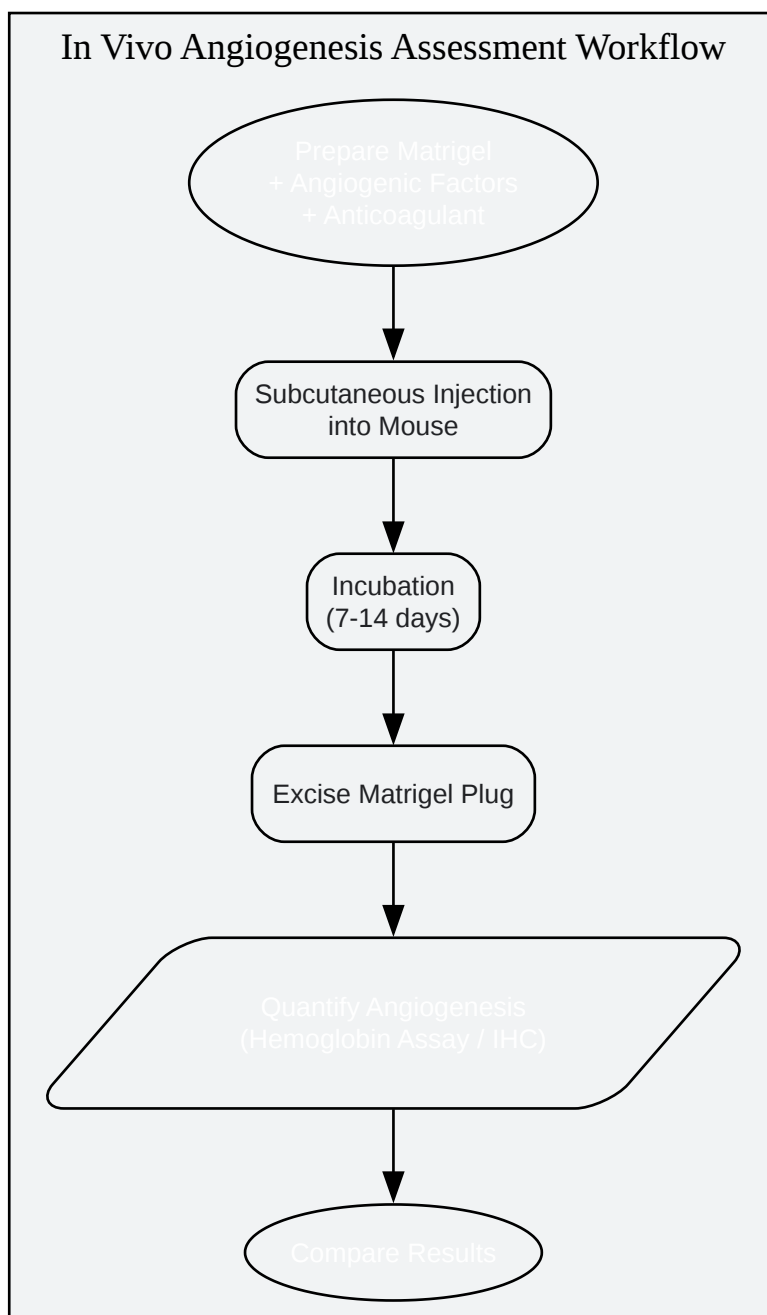 In Vivo Angiogenesis Assessment Workflow
Prepare Matrigel
+ Angiogenic Factors
+ Anticoagulant
Subcutaneous Injection
into Mouse
Incubation
(7-14 days)
Excise Matrigel Plug
Quantify Angiogenesis
(Hemoglobin Assay / IHC)
Compare Results